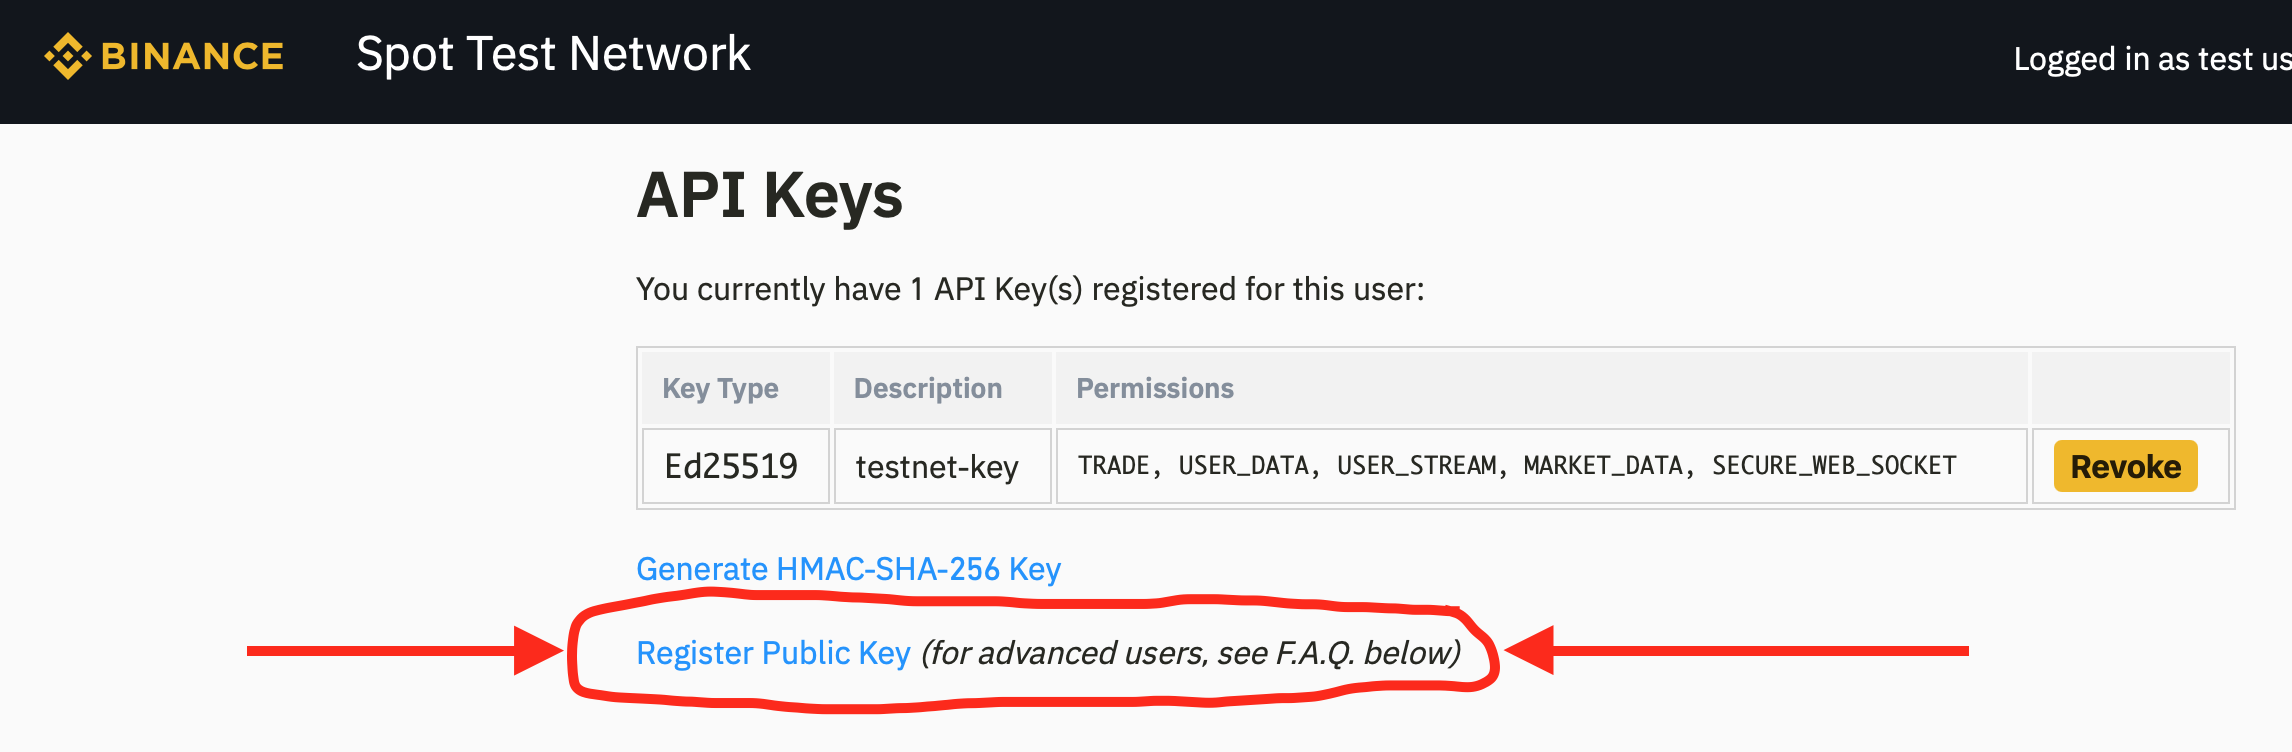 BINANCE Spot Test Network Logged in as test us
API Keys
You currently have 1 API Key(s) registered for this user:
Key Type Description Permissions
Ed25519 testnet-key TRADE, USER_DATA, USER_STREAM, MARKET_DATA, SECURE_WEB_SOCKET Revoke
Generate HMAC-SHA-256 Key
Register Public Key (for advanced users, see F.A.Q. below)